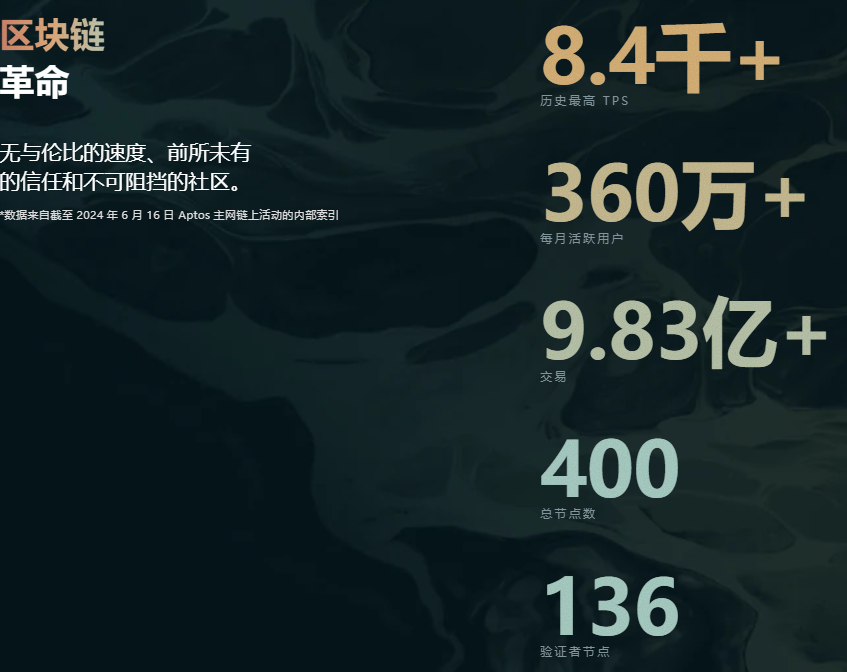 区块链
革命
无与伦比的速度、前所未有
的信任和不可阻挡的社区。
*数据来自截至 2024 年 6 月 16 日 Aptos 主网链上活动的内部索引
8.4千+
历史最高 TPS
360万+
每月活跃用户
9.83亿+
交易
400
总节点数
136
验证者节点